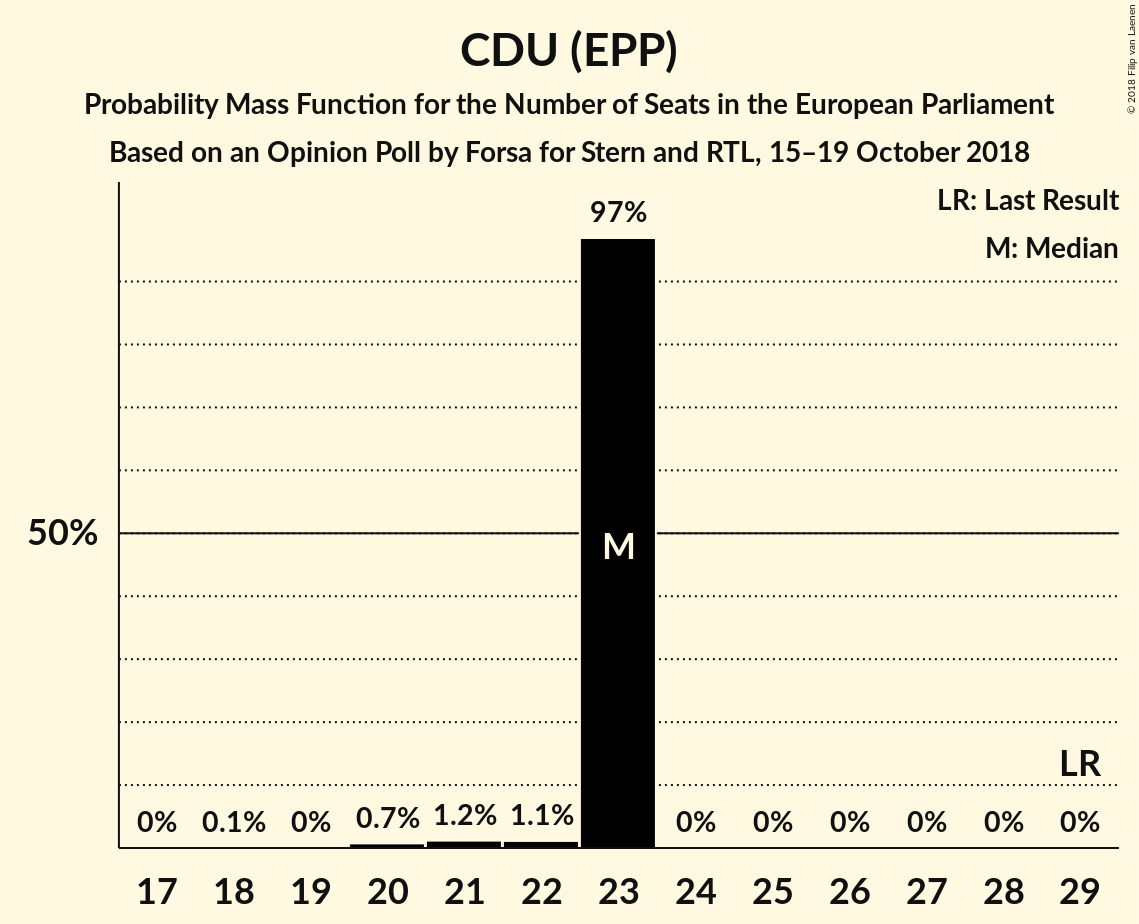 CDU (EPP)
Probability Mass Function for the Number of Seats in the European Parliament
Based on an Opinion Poll by Forsa for Stern and RTL, 15–19 October 2018
© 2018 Filip van Laenen
LR: Last Result
M: Median
97%
50%
M
LR
0% 0.1% 0% 0.7% 1.2% 1.1% 0% 0% 0% 0% 0% 0%
17 18 19 20 21 22 23 24 25 26 27 28 29